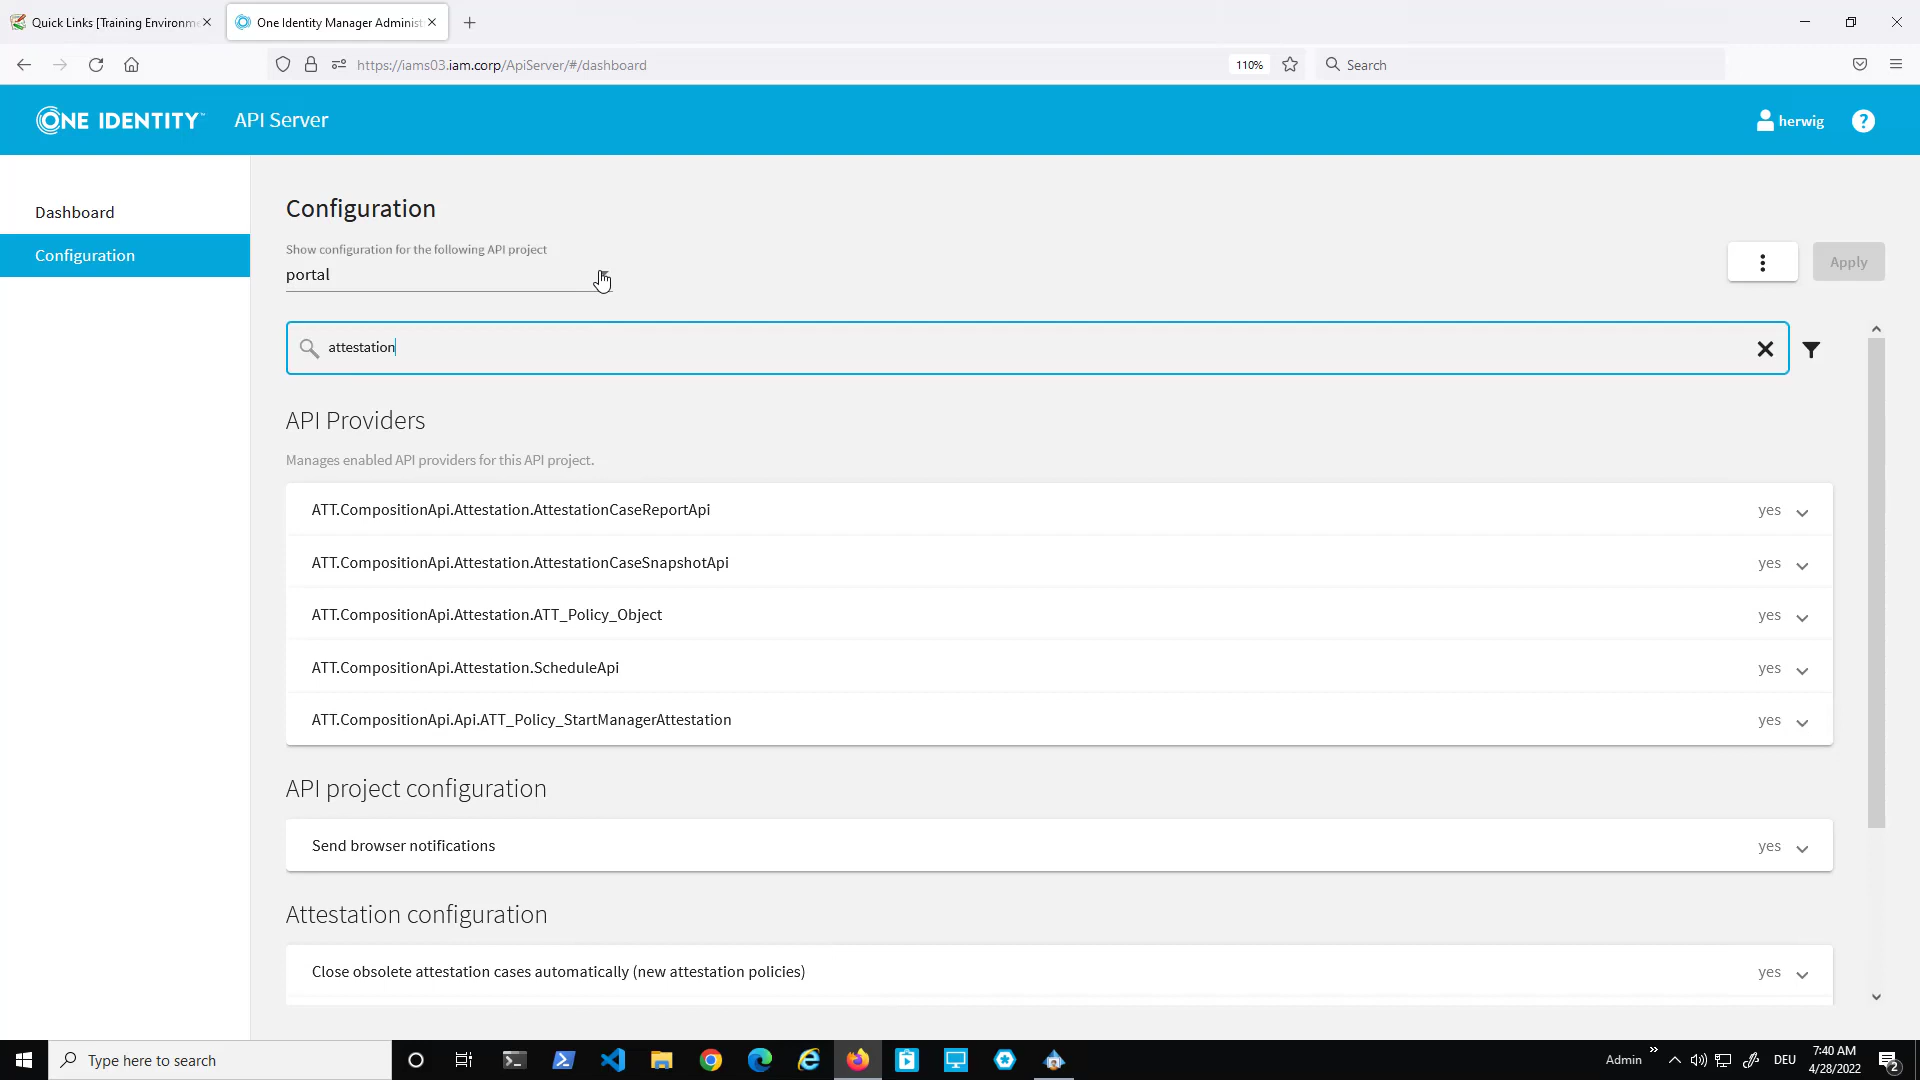 Quick Links [Training Environme
One Identity Manager Administ
https://iams03.iam.corp/ApiServer/#/dashboard
110%
Search
ONE IDENTITY™
API Server
herwig
?
Dashboard
Configuration
Configuration
Show configuration for the following API project
portal
Apply
attestation
API Providers
Manages enabled API providers for this API project.
ATT.CompositionApi.Attestation.AttestationCaseReportApi
yes
ATT.CompositionApi.Attestation.AttestationCaseSnapshotApi
yes
ATT.CompositionApi.Attestation.ATT_Policy_Object
yes
ATT.CompositionApi.Attestation.ScheduleApi
yes
ATT.CompositionApi.Api.ATT_Policy_StartManagerAttestation
yes
API project configuration
Send browser notifications
yes
Attestation configuration
Close obsolete attestation cases automatically (new attestation policies)
yes
Type here to search
Admin
DEU
7:40 AM
4/28/2022
2